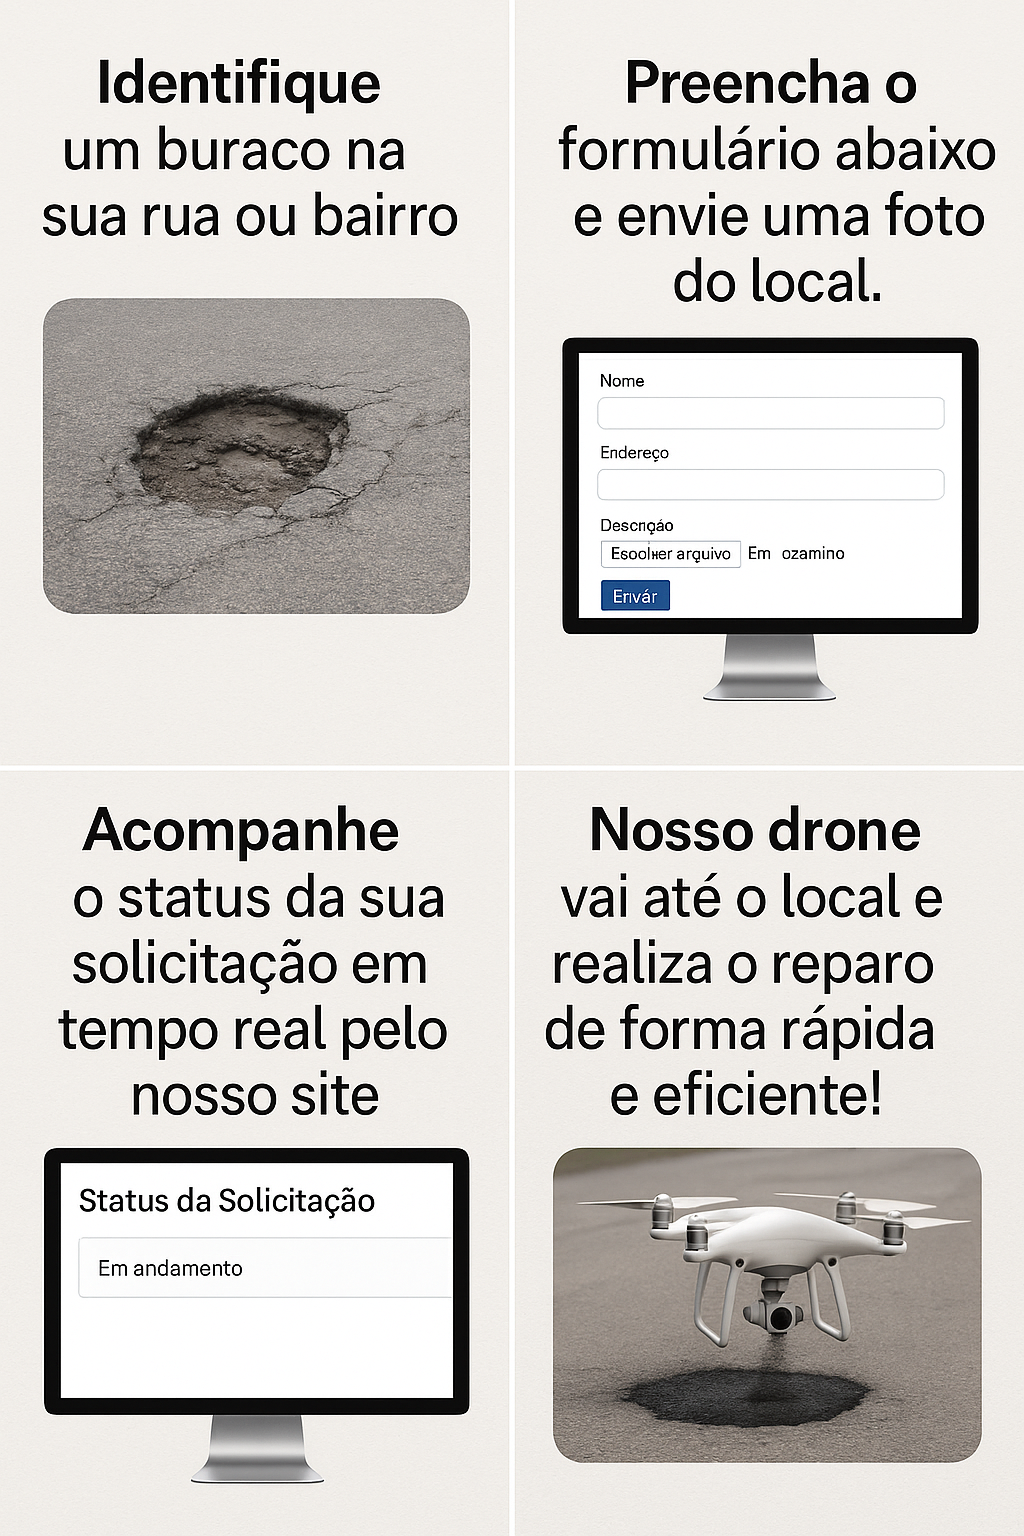 Identifique
um buraco na
sua rua ou bairro
Preencha o
formulário abaixo
e envie uma foto
do local.
Nome
Endereço
Descrição
Escolher arquivo Em ozamino
Enviár
Acompanhe
o status da sua
solicitação em
tempo real pelo
nosso site
Status da Solicitação
Em andamento
Nosso drone
vai até o local e
realiza o reparo
de forma rápida
e eficiente!